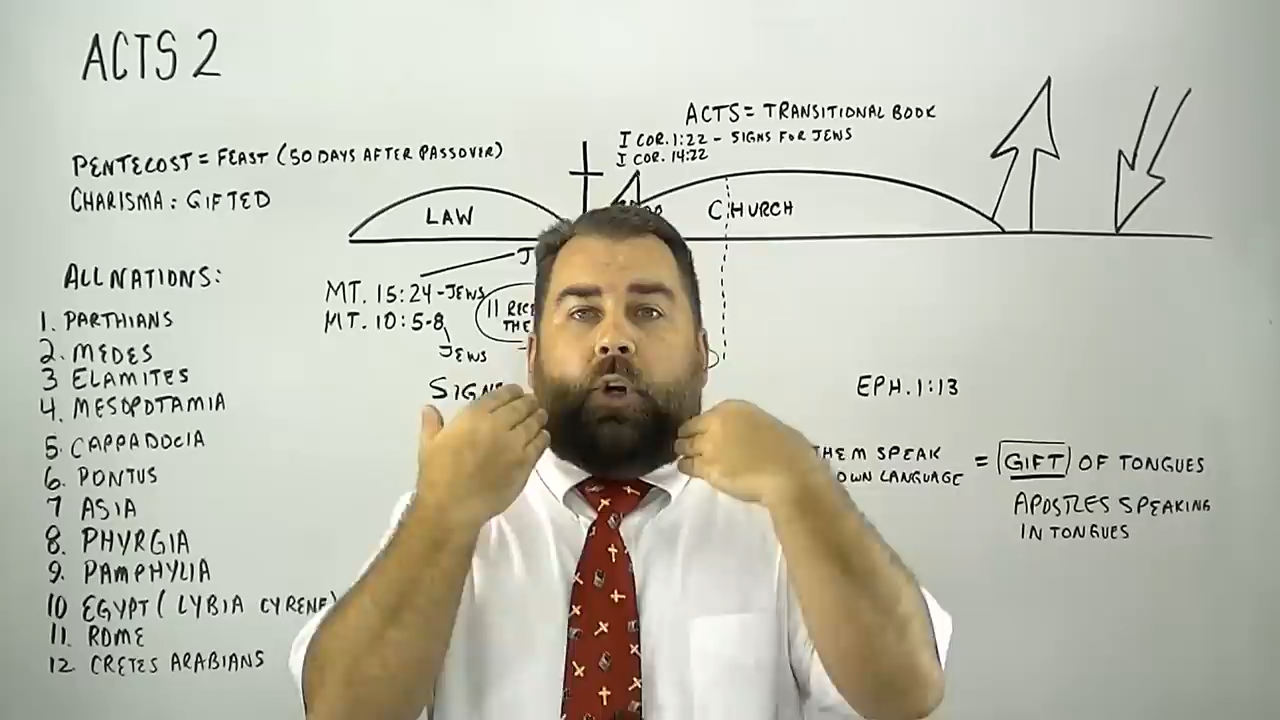 ACTS 2
ACTS = TRANSITIONAL BOOK
I COR. 1:22 - SIGNS FOR JEWS
I COR. 14:22
PENTECOST = FEAST (50 DAYS AFTER PASSOVER)
CHARISMA: GIFTED
LAW
CHURCH
ALL NATIONS:
1. PARTHIANS
2. MEDES
3 ELAMITES
4. MESOPOTAMIA
5. CAPPADOCIA
6. PONTUS
7 ASIA
8. PHYRGIA
9. PAMPHYLIA
10 EGYPT (LYBIA CYRENE)
11. ROME
12 CRETES ARABIANS
MT. 15:24 - JEWS
MT. 10:5-8
JEWS
THE
SIGNS
EPH. 1:13
THEM SPEAK
OWN LANGUAGE
= GIFT OF TONGUES
APOSTLES SPEAKING
IN TONGUES